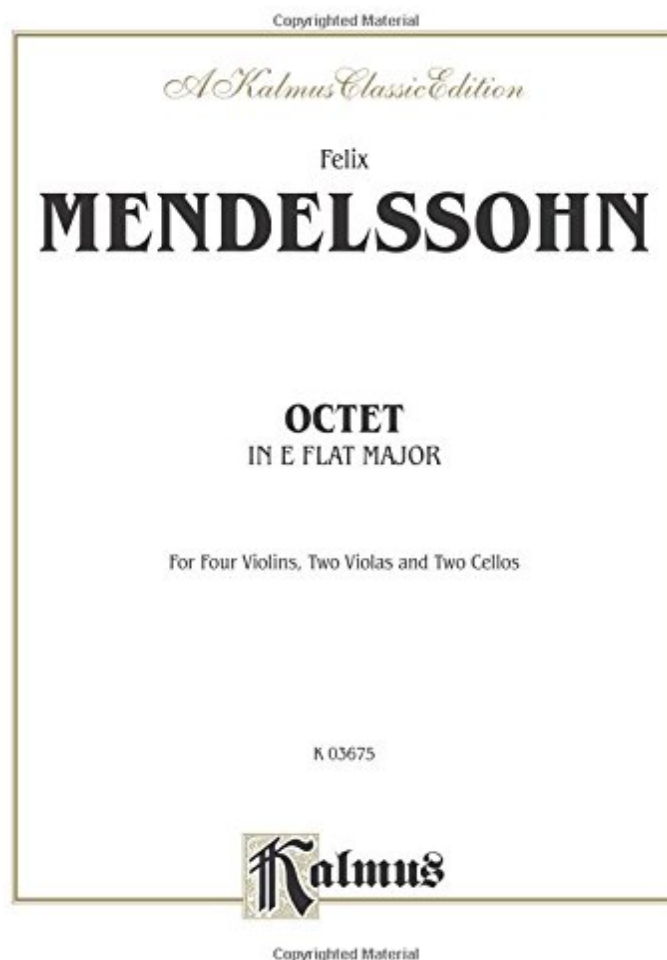 Copyrighted Material
A Kalmus Classic Edition
Felix
MENDELSSOHN
OCTET
IN E FLAT MAJOR
For Four Violins, Two Violas and Two Cellos
K 03675
Kalmus
Copyrighted Material